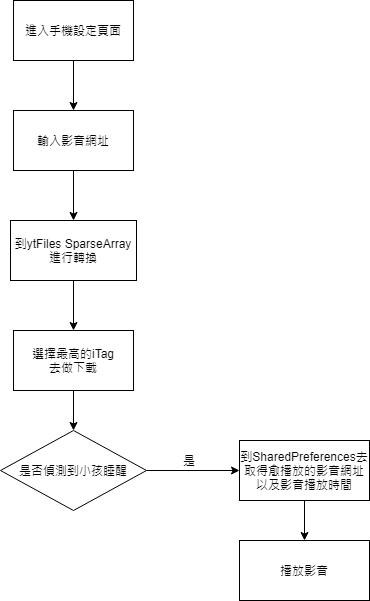 進入手機設定頁面
輸入影音網址
到ytFiles SparseArray
進行轉換
選擇最高的iTag
去做下載
是否偵測到小孩睡醒
是
到SharedPreferences去
取得愈播放的影音網址
以及影音播放時間
播放影音